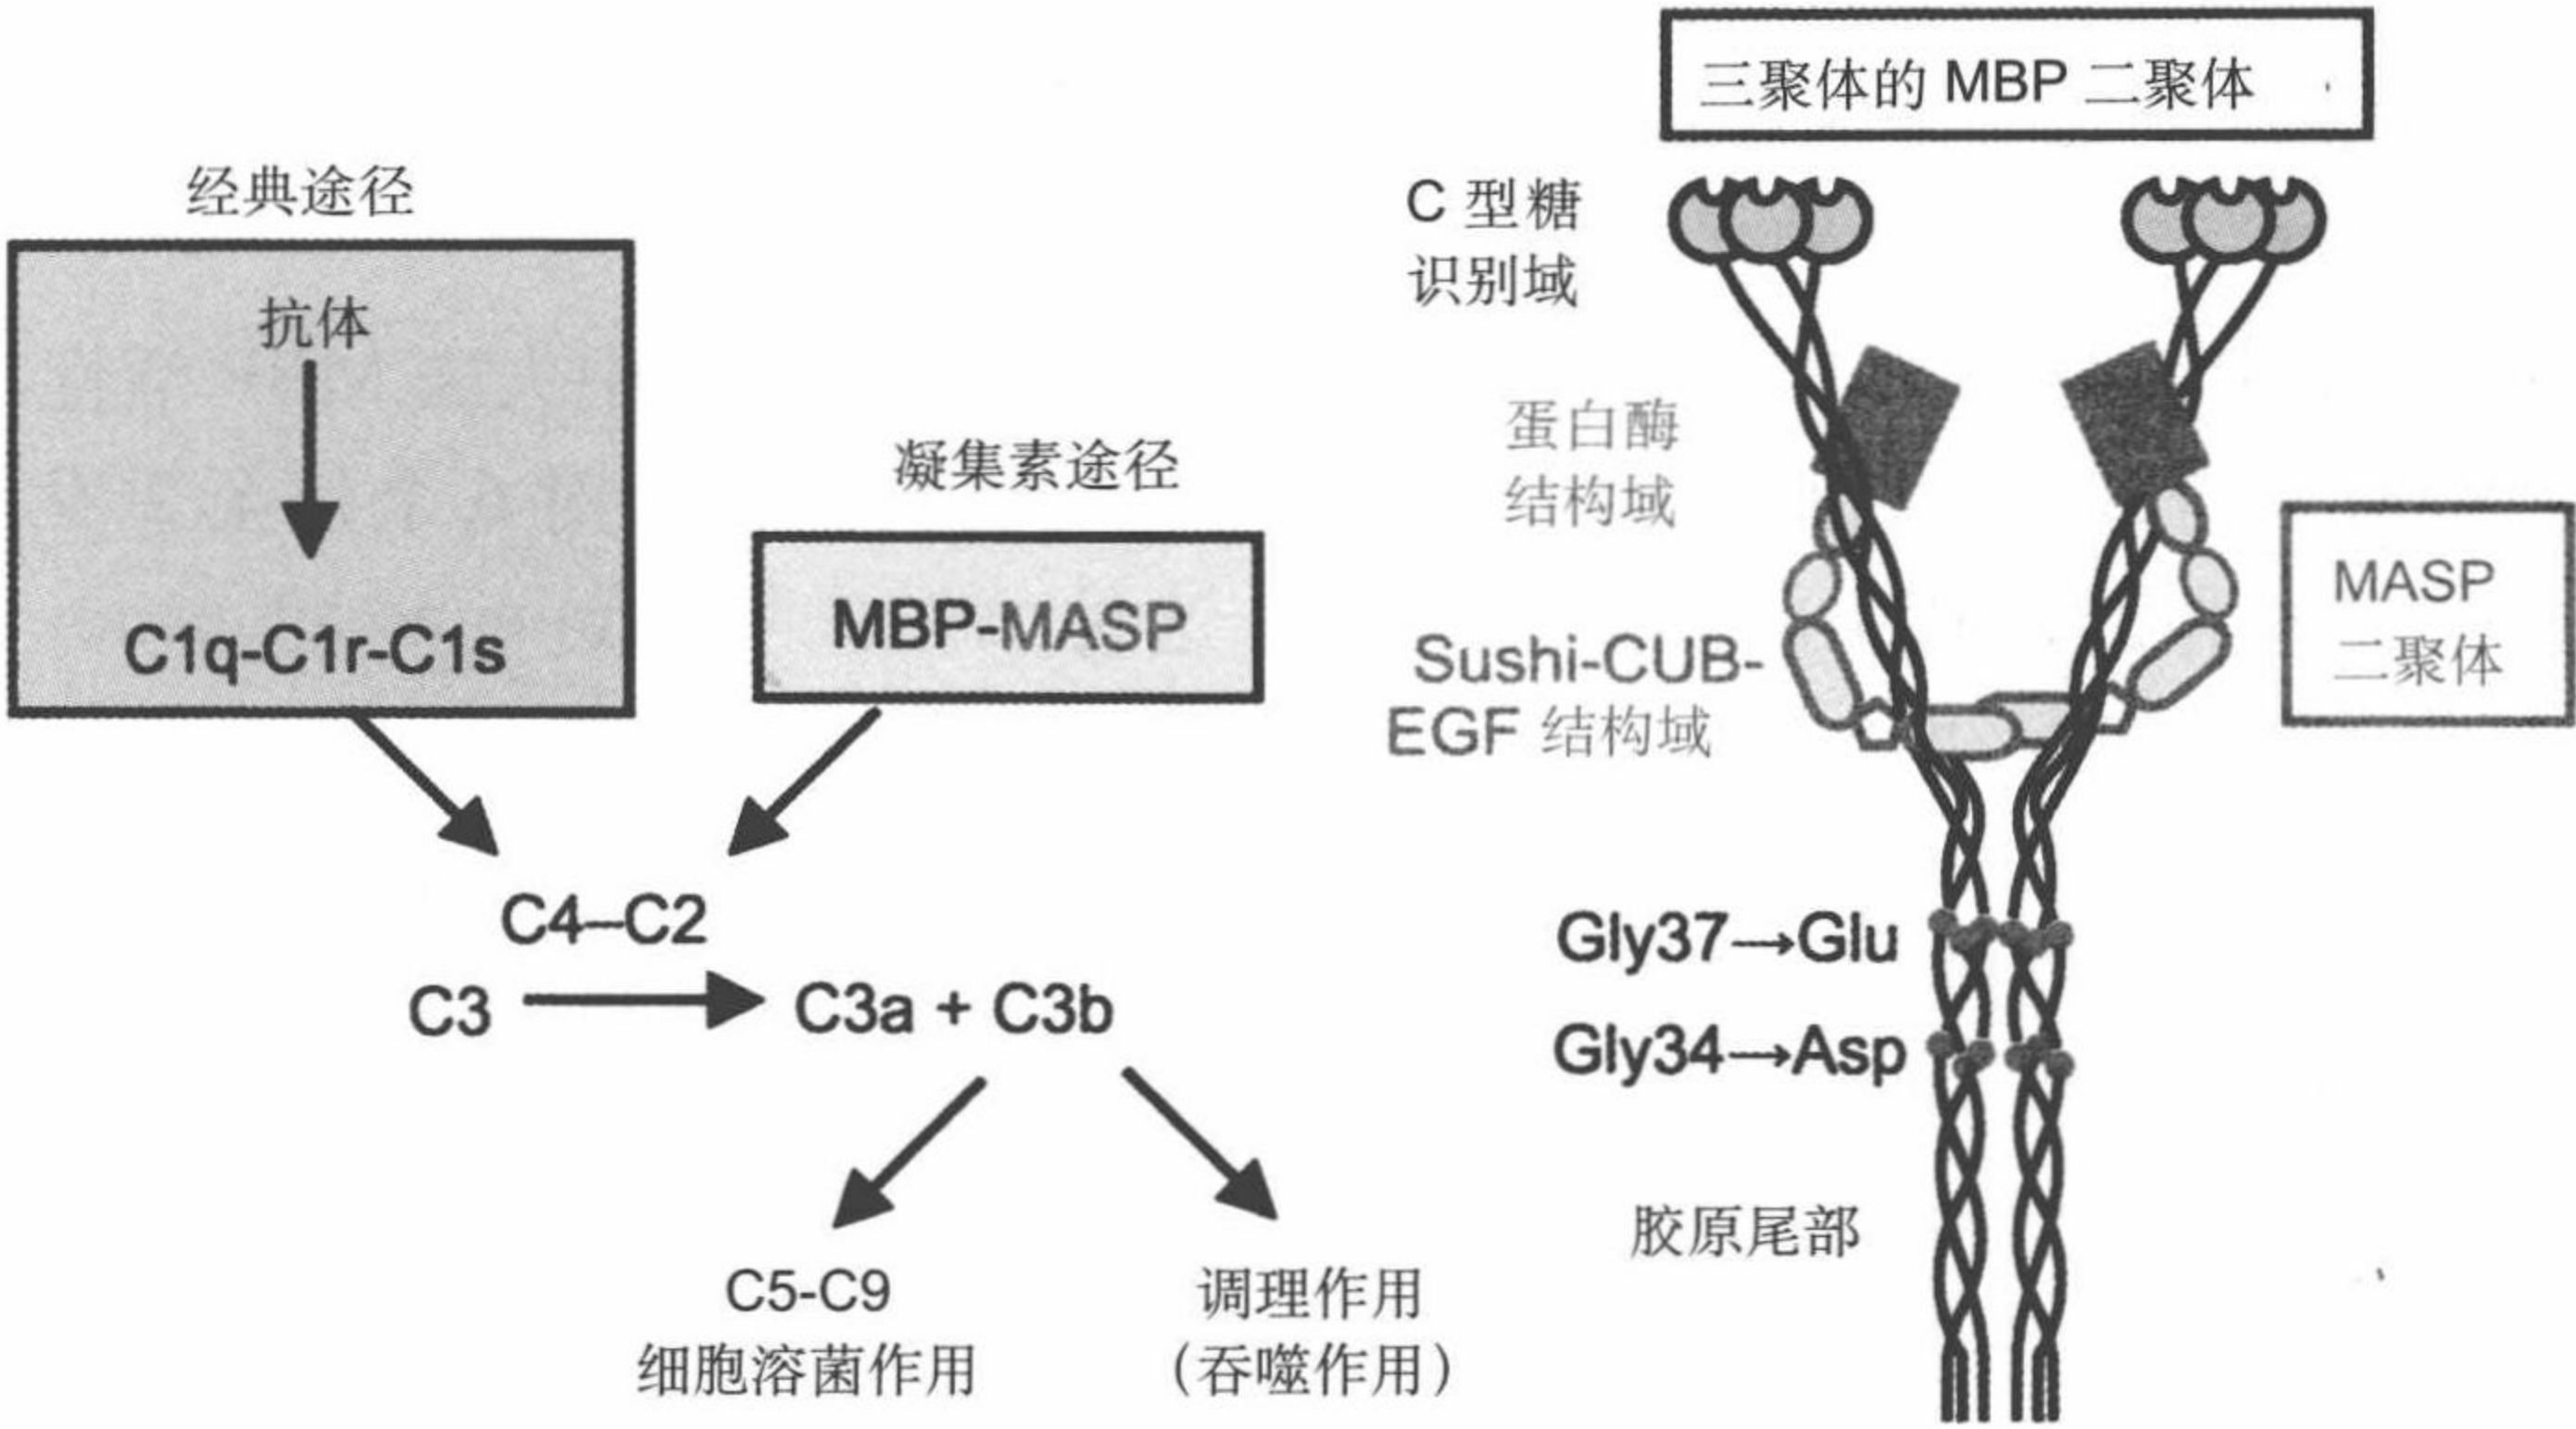 经典途径
抗体
C1q-C1r-C1s
凝集素途径
MBP-MASP
C4–C2
C3
C3a + C3b
C5-C9
细胞溶菌作用
调理作用
(吞噬作用)
三聚体的 MBP 二聚体
C 型糖
识别域
蛋白酶
结构域
Sushi-CUB-
EGF 结构域
MASP
二聚体
Gly37→Glu
Gly34→Asp
胶原尾部